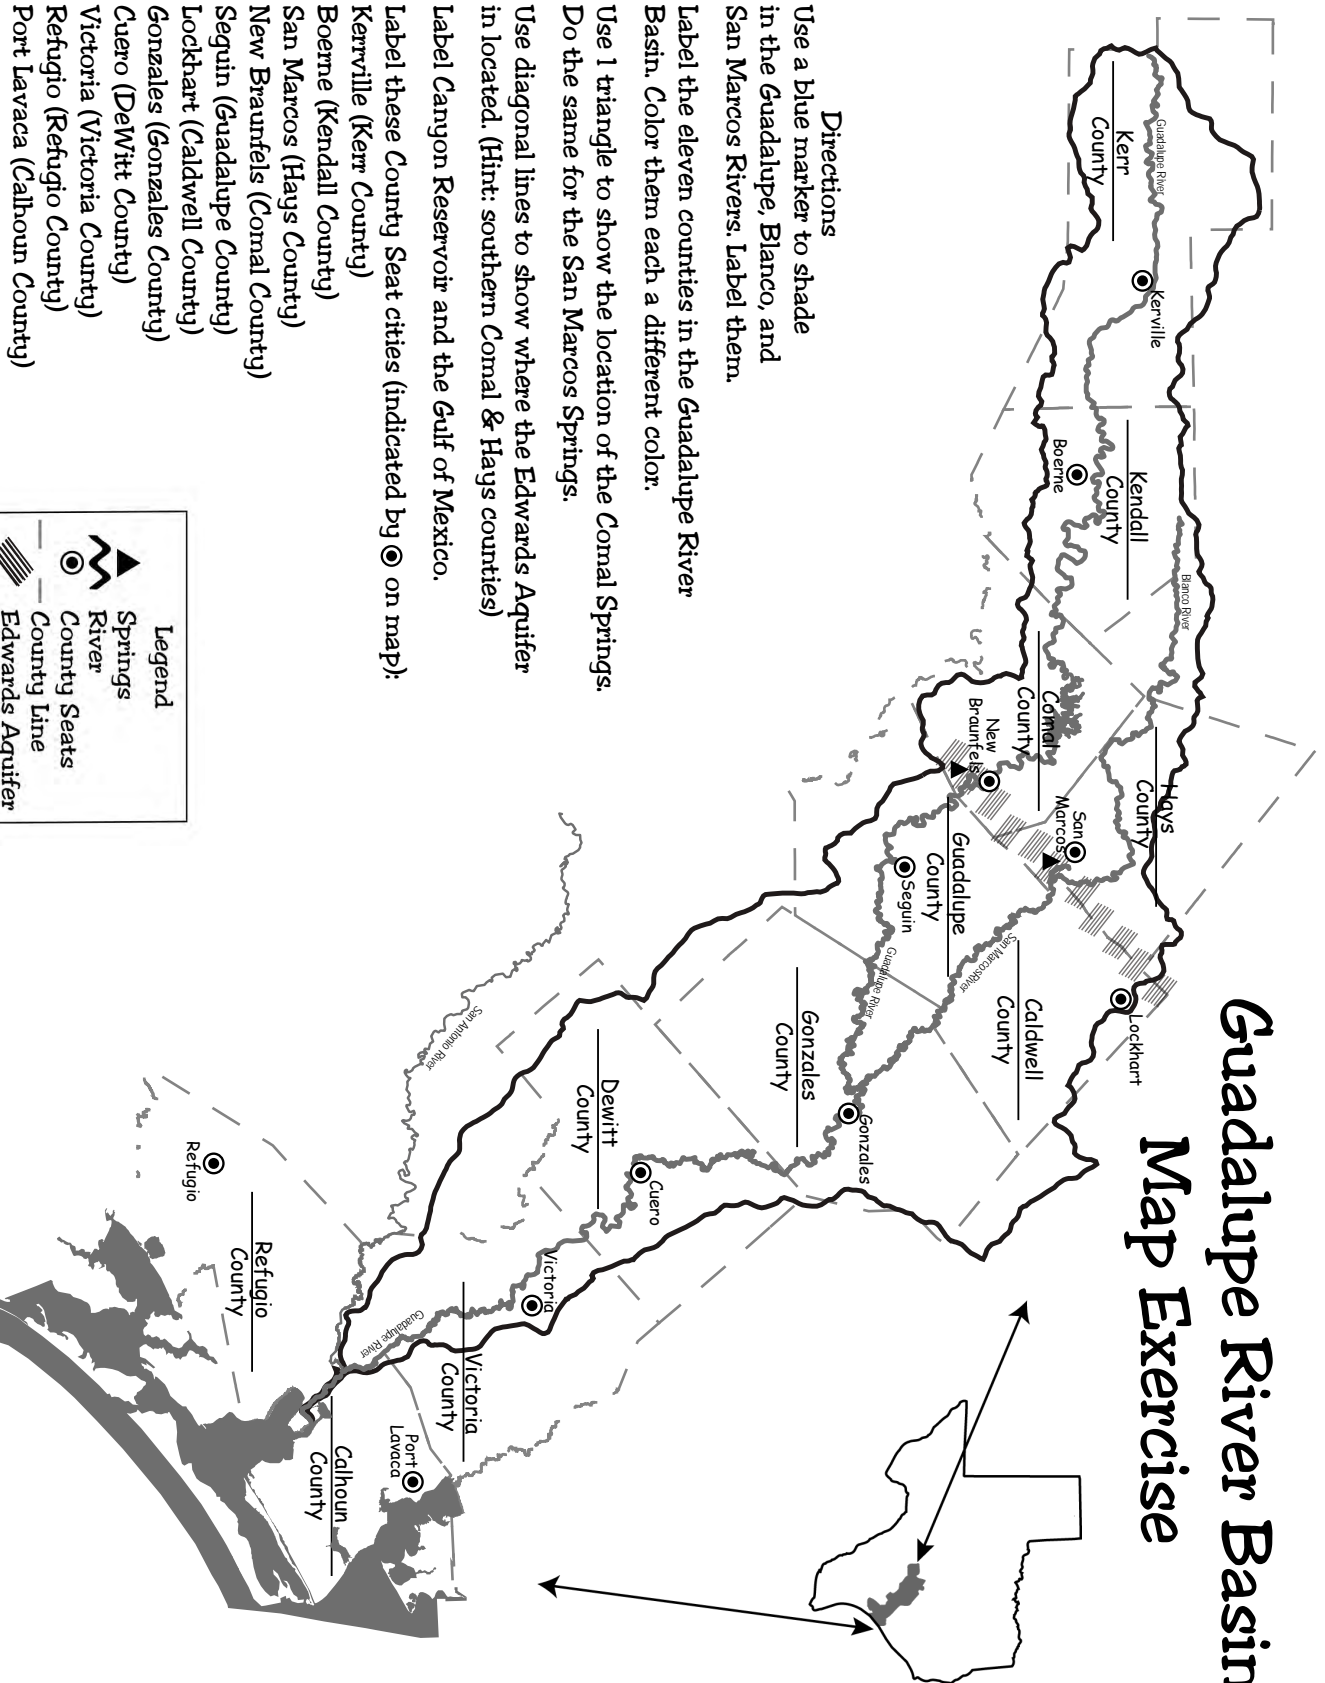 Guadalupe River Basin
Map Exercise
Directions
Use a blue marker to shade
in the Guadalupe, Blanco, and
San Marcos Rivers. Label them.
Label the eleven counties in the Guadalupe River
Basin. Color them each a different color.
Use 1 triangle to show the location of the Comal Springs.
Do the same for the San Marcos Springs.
Use diagonal lines to show where the Edwards Aquifer
in located. (Hint: southern Comal & Hays counties)
Label Canyon Reservoir and the Gulf of Mexico.
Label these County Seat cities (indicated by on map):
Kerrville (Kerr County)
Boerne (Kendall County)
San Marcos (Hays County)
New Braunfels (Comal County)
Seguin (Guadalupe County)
Lockhart (Caldwell County)
Gonzales (Gonzales County)
Cuero (DeWitt County)
Victoria (Victoria County)
Refugio (Refugio County)
Port Lavaca (Calhoun County)
Legend
Springs
River
County Seats
County Line
Edwards Aquifer
Guadalupe River
Kerr
County
Kerville
Kendall
County
Boerne
Blanco River
Comal
County
New
Braunfels
Hays
County
San
Marcos
Guadalupe
County
Seguin
Guadalupe River
San MarcosRiver
Caldwell
County
Lockhart
Gonzales
County
Gonzales
Dewitt
County
Cuero
San Antonio River
Victoria
Guadalupe River
Victoria
County
Refugio
Refugio
County
Port
Lavaca
Calhoun
County